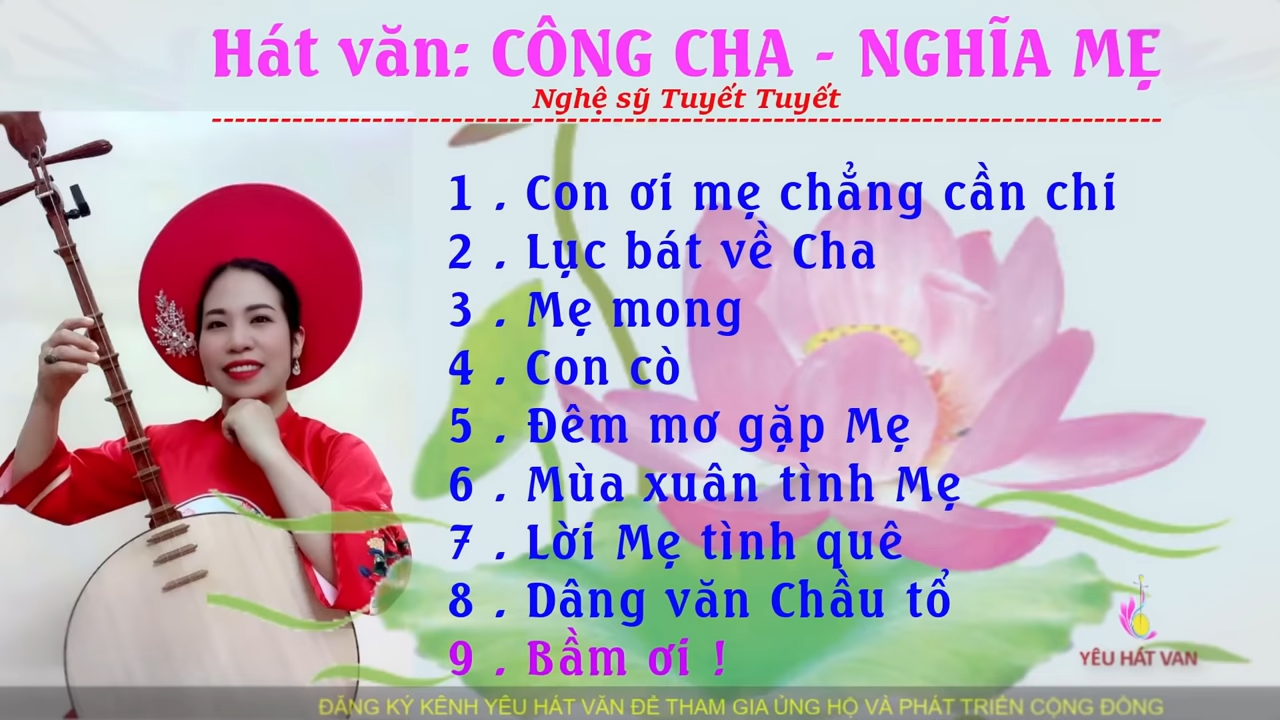 Hát văn: CÔNG CHA - NGHĨA MẸ
Nghệ sỹ Tuyết Tuyết
1 . Con ơi mẹ chẳng cần chi
2 . Lục bát về Cha
3 . Mẹ mong
4 . Con cò
5 . Đêm mơ gặp Mẹ
6 . Mùa xuân tình Mẹ
7 . Lời Mẹ tình quê
8 . Dâng văn Chầu tổ
9 . Bầm ơi !
YÊU HÁT VAN
ĐĂNG KÝ KÊNH YÊU HÁT VĂN ĐỂ THAM GIA ỦNG HỘ VÀ PHÁT TRIỂN CỘNG ĐỒNG